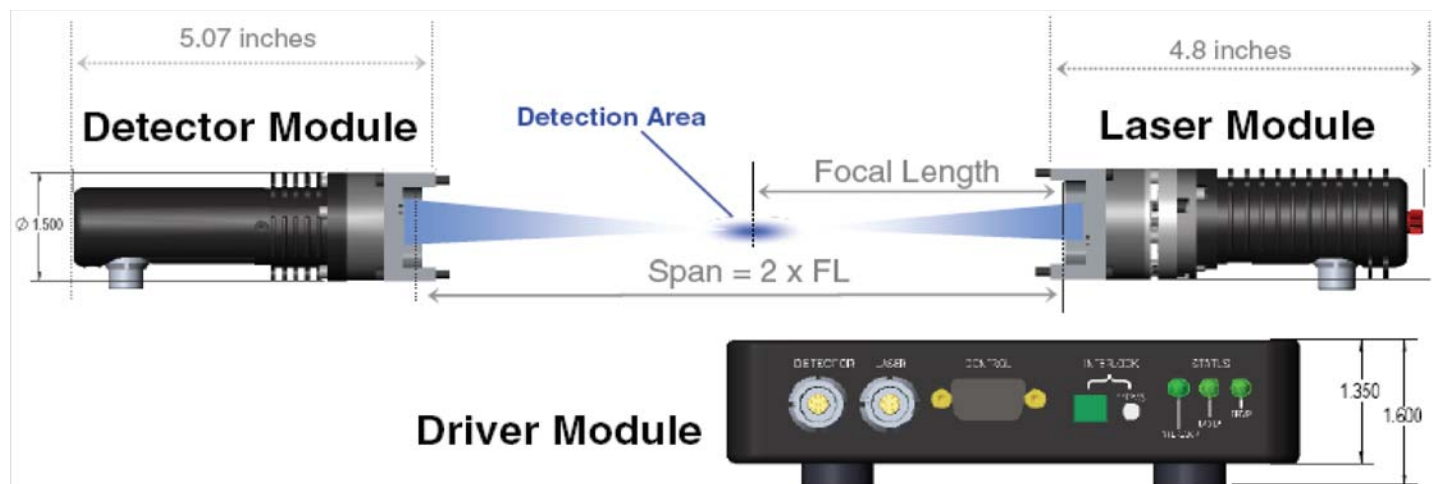 5.07 inches
4.8 inches
Detector Module
Detection Area
Laser Module
Focal Length
Ø 1.500
Span = 2 x FL
DETECTOR
LASER
CONTROL
INTERLOCK
STATUS
1.350
1.600
Driver Module